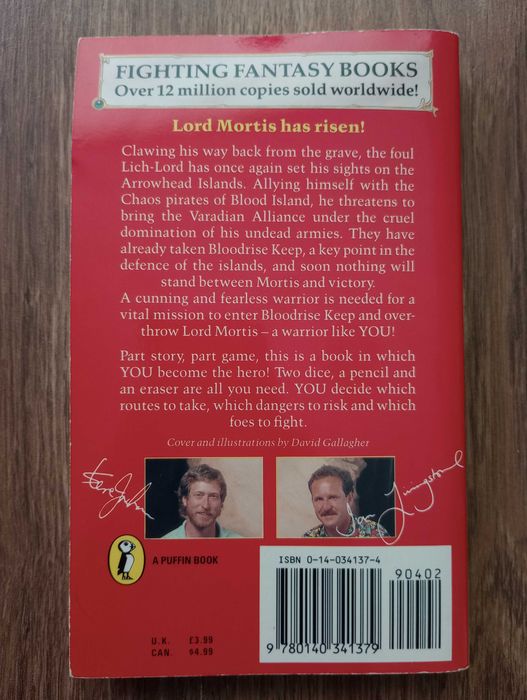 FIGHTING FANTASY BOOKS
Over 12 million copies sold worldwide!
Lord Mortis has risen!
Clawing his way back from the grave, the foul
Lich-Lord has once again set his sights on the
Arrowhead Islands. Allying himself with the
Chaos pirates of Blood Island, he threatens to
bring the Varadian Alliance under the cruel
domination of his undead armies. They have
already taken Bloodrise Keep, a key point in the
defence of the islands, and soon nothing will
stand between Mortis and victory.
A cunning and fearless warrior is needed for a
vital mission to enter Bloodrise Keep and over-
throw Lord Mortis – a warrior like YOU!
Part story, part game, this is a book in which
YOU become the hero! Two dice, a pencil and
an eraser are all you need. YOU decide which
routes to take, which dangers to risk and which
foes to fight.
Cover and illustrations by David Gallagher
Steve Jackson
Ian Livingstone
A PUFFIN BOOK
ISBN 0-14-034137-4
90402
9 780140 341379
U.K. £3.99
CAN. $4.99